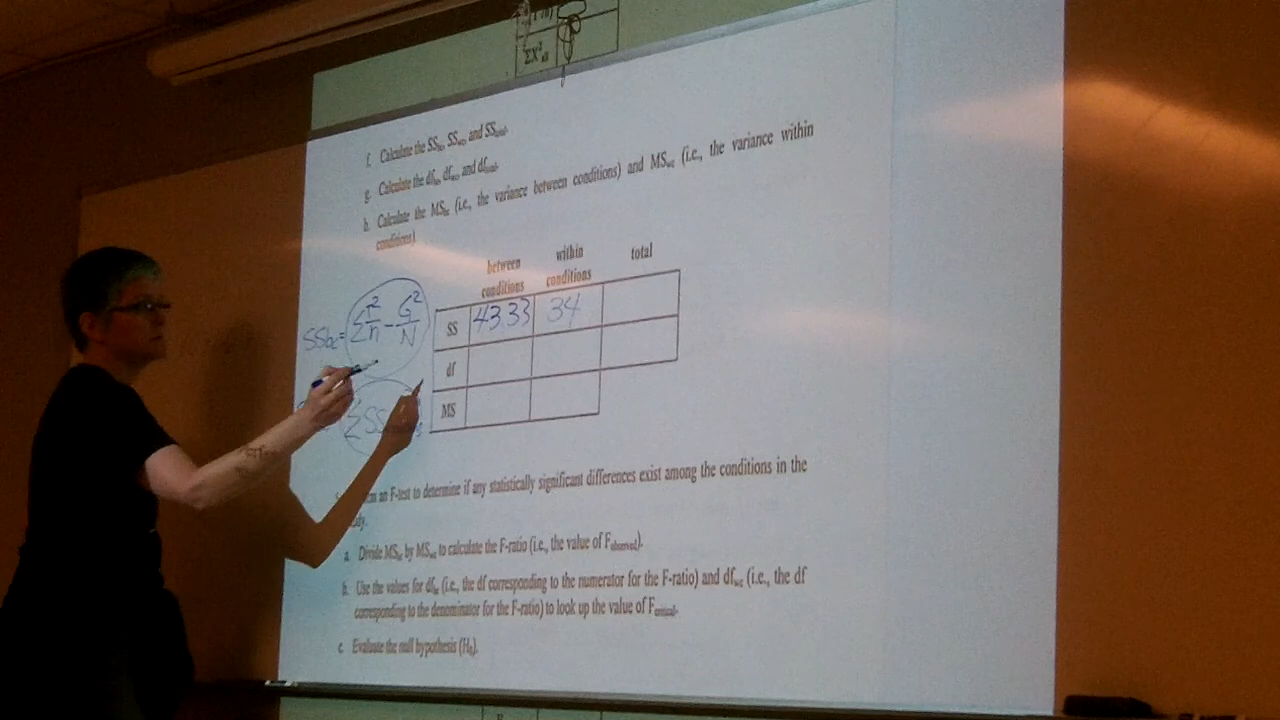 ΣX²
f. Calculate the SSbc, SSwc, and SStotal.
g. Calculate the dfbc, dfwc, and dftotal.
h. Calculate the MSbc (i.e., the variance between conditions) and MSwc (i.e., the variance within
conditions).
between conditions within conditions total
SSbc = Σ T²/n - G²/N
SS 43.33 34
df
ΣSS
MS
an F-test to determine if any statistically significant differences exist among the conditions in the
a. Divide MSbc by MSwc to calculate the F-ratio (i.e., the value of Fobserved).
b. Use the values for dfbc (i.e., the df corresponding to the numerator for the F-ratio) and dfwc (i.e., the df
corresponding to the denominator for the F-ratio) to look up the value of Fcritical.
c. Evaluate the null hypothesis (H₀).